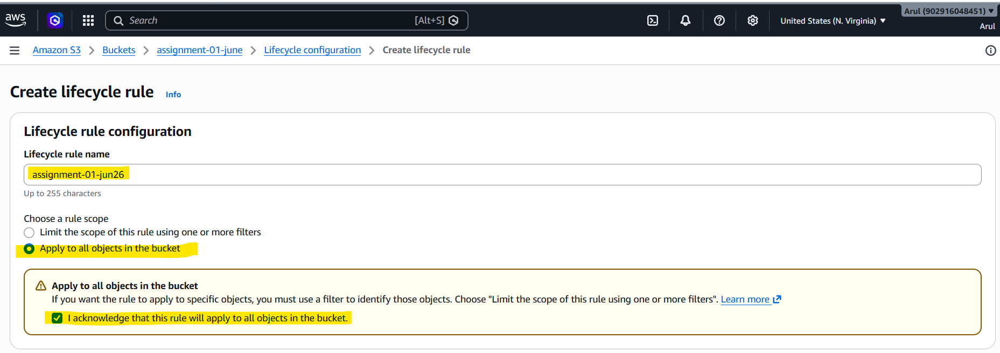 aws
Search [Alt+S]
United States (N. Virginia)
Arul (902916048451)
Arul
Amazon S3 > Buckets > assignment-01-june > Lifecycle configuration > Create lifecycle rule
Create lifecycle rule Info
Lifecycle rule configuration
Lifecycle rule name
assignment-01-jun26
Up to 255 characters
Choose a rule scope
Limit the scope of this rule using one or more filters
Apply to all objects in the bucket
Apply to all objects in the bucket
If you want the rule to apply to specific objects, you must use a filter to identify those objects. Choose "Limit the scope of this rule using one or more filters". Learn more
I acknowledge that this rule will apply to all objects in the bucket.